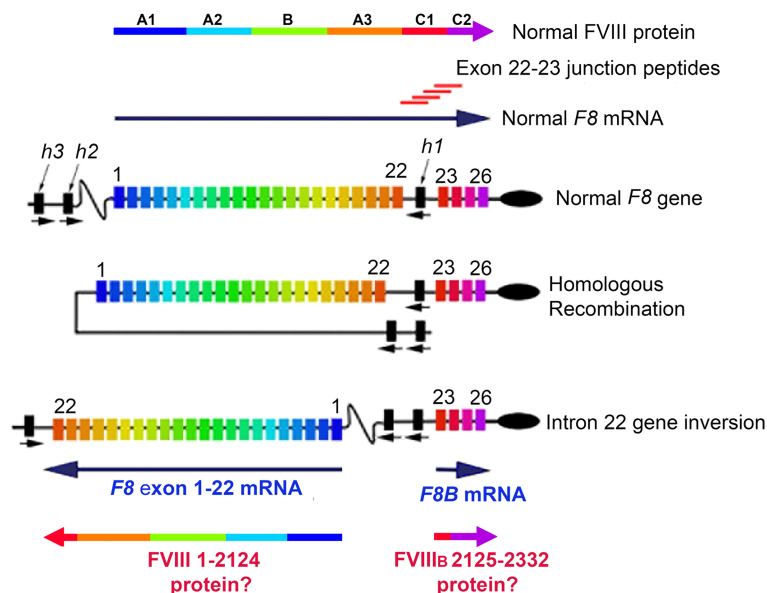 A1 A2 B A3 C1 C2
Normal FVIII protein
Exon 22-23 junction peptides
Normal F8 mRNA
h3 h2 h1
1 22 23 26
Normal F8 gene
1 22 23 26
Homologous
Recombination
22 1 23 26
Intron 22 gene inversion
F8 exon 1-22 mRNA
F8B mRNA
FVIII 1-2124
protein?
FVIIIB 2125-2332
protein?